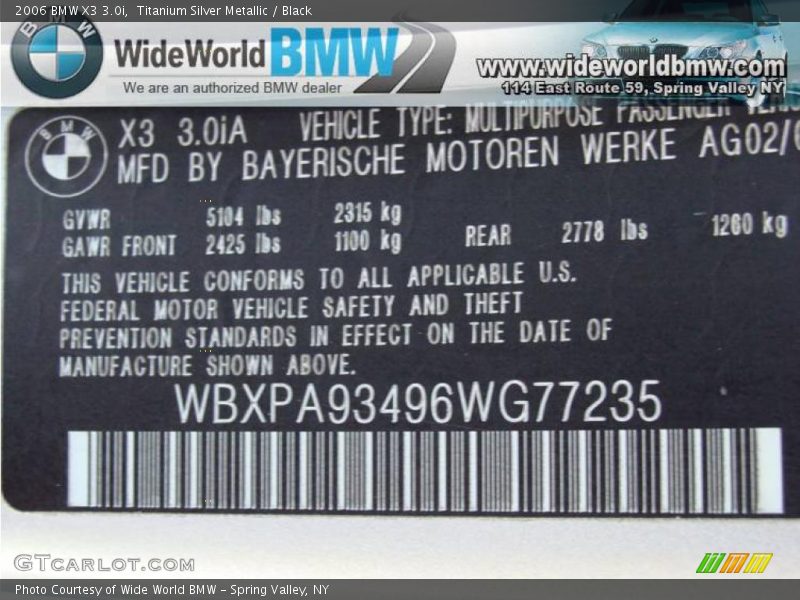 2006 BMW X3 3.0i, Titanium Silver Metallic / Black
BMW
WideWorld BMW
We are an authorized BMW dealer
www.wideworldbmw.com
114 East Route 59, Spring Valley NY
BMW
X3 3.0iA VEHICLE TYPE: MULTIPURPOSE PASSENGER
MFD BY BAYERISCHE MOTOREN WERKE AG02/
GVWR 5104 lbs 2315 kg
GAWR FRONT 2425 lbs 1100 kg REAR 2778 lbs 1260 kg
THIS VEHICLE CONFORMS TO ALL APPLICABLE U.S.
FEDERAL MOTOR VEHICLE SAFETY AND THEFT
PREVENTION STANDARDS IN EFFECT ON THE DATE OF
MANUFACTURE SHOWN ABOVE.
WBXPA93496WG77235
GTCARLOT.COM
Photo Courtesy of Wide World BMW - Spring Valley, NY